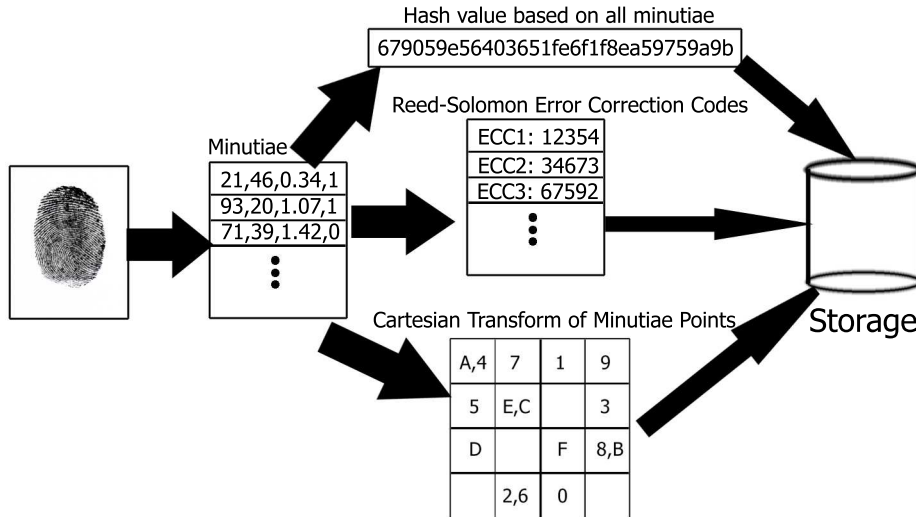 Hash value based on all minutiae
679059e56403651fe6f1f8ea59759a9b
Reed-Solomon Error Correction Codes
ECC1: 12354
ECC2: 34673
ECC3: 67592
Minutiae
21,46,0.34,1
93,20,1.07,1
71,39,1.42,0
Storage
Cartesian Transform of Minutiae Points
A,4 7 1 9
5 E,C 3
D F 8,B
2,6 0